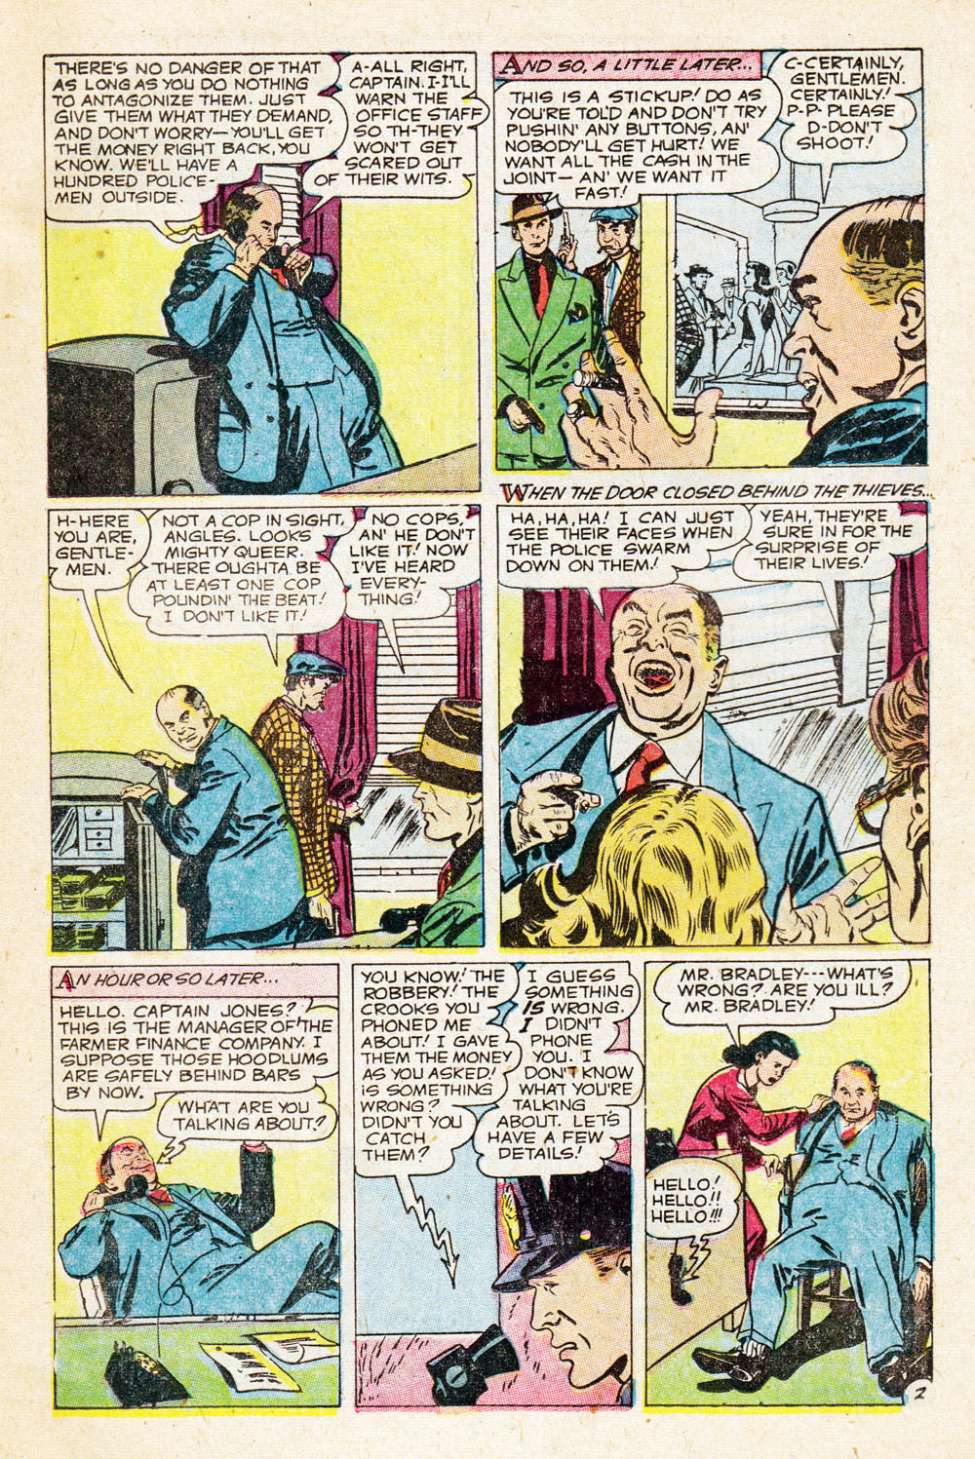 THERE'S NO DANGER OF THAT
AS LONG AS YOU DO NOTHING
TO ANTAGONIZE THEM. JUST
GIVE THEM WHAT THEY DEMAND,
AND DON'T WORRY—YOU'LL GET
THE MONEY RIGHT BACK, YOU
KNOW. WE'LL HAVE A
HUNDRED POLICE-
MEN OUTSIDE.
A-ALL RIGHT,
CAPTAIN. I-I'LL
WARN THE
OFFICE STAFF
SO TH-THEY
WON'T GET
SCARED OUT
OF THEIR WITS.
AND SO, A LITTLE LATER...
THIS IS A STICKUP! DO AS
YOU'RE TOLD AND DON'T TRY
PUSHIN' ANY BUTTONS, AN'
NOBODY'LL GET HURT! WE
WANT ALL THE CASH IN THE
JOINT—AN' WE WANT IT
FAST!
C-CERTAINLY,
GENTLEMEN.
CERTAINLY!
P-P-PLEASE
D-DON'T
SHOOT!
H-HERE
YOU ARE,
GENTLE-
MEN.
NOT A COP IN SIGHT,
ANGLES. LOOKS
MIGHTY QUEER.
THERE OUGHTA BE
AT LEAST ONE COP
POUNDIN' THE BEAT!
I DON'T LIKE IT!
NO COPS,
AN' HE DON'T
LIKE IT! NOW
I'VE HEARD
EVERY-
THING!
WHEN THE DOOR CLOSED BEHIND THE THIEVES...
HA, HA, HA! I CAN JUST
SEE THEIR FACES WHEN
THE POLICE SWARM
DOWN ON THEM!
YEAH, THEY'RE
SURE IN FOR THE
SURPRISE OF
THEIR LIVES!
AN HOUR OR SO LATER...
HELLO. CAPTAIN JONES?
THIS IS THE MANAGER OF THE
FARMER FINANCE COMPANY. I
SUPPOSE THOSE HOODLUMS
ARE SAFELY BEHIND BARS
BY NOW.
WHAT ARE YOU
TALKING ABOUT?
YOU KNOW! THE
ROBBERY! THE
CROOKS YOU
PHONED ME
ABOUT! I GAVE
THEM THE MONEY
AS YOU ASKED!
IS SOMETHING
WRONG?
DIDN'T YOU
CATCH
THEM?
I GUESS
SOMETHING
IS WRONG.
I DIDN'T
PHONE
YOU. I
DON'T KNOW
WHAT YOU'RE
TALKING
ABOUT. LET'S
HAVE A FEW
DETAILS!
MR. BRADLEY---WHAT'S
WRONG? ARE YOU ILL?
MR. BRADLEY!
HELLO!
HELLO!!
HELLO!!!
2